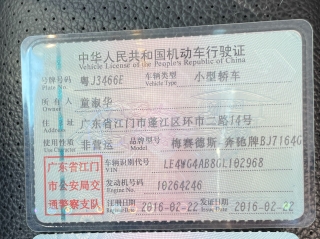 中华人民共和国机动车行驶证
Vehicle License of the People's Republic of China
号牌号码 粤J3466E 车辆类型 小型轿车
Plate No. Vehicle Type
所有人 童淑华
Owner
住址 广东省江门市蓬江区环市二路14号
Address
使用性质 非营运 品牌型号 梅赛德斯-奔驰牌BJ7164G
广东省江门
市公安局交
通警察支队
车辆识别代号 LE4WG4AB8GL102968
VIN
发动机号码 10264246
Engine No.
注册日期 2016-02-22 发证日期 2016-02-22